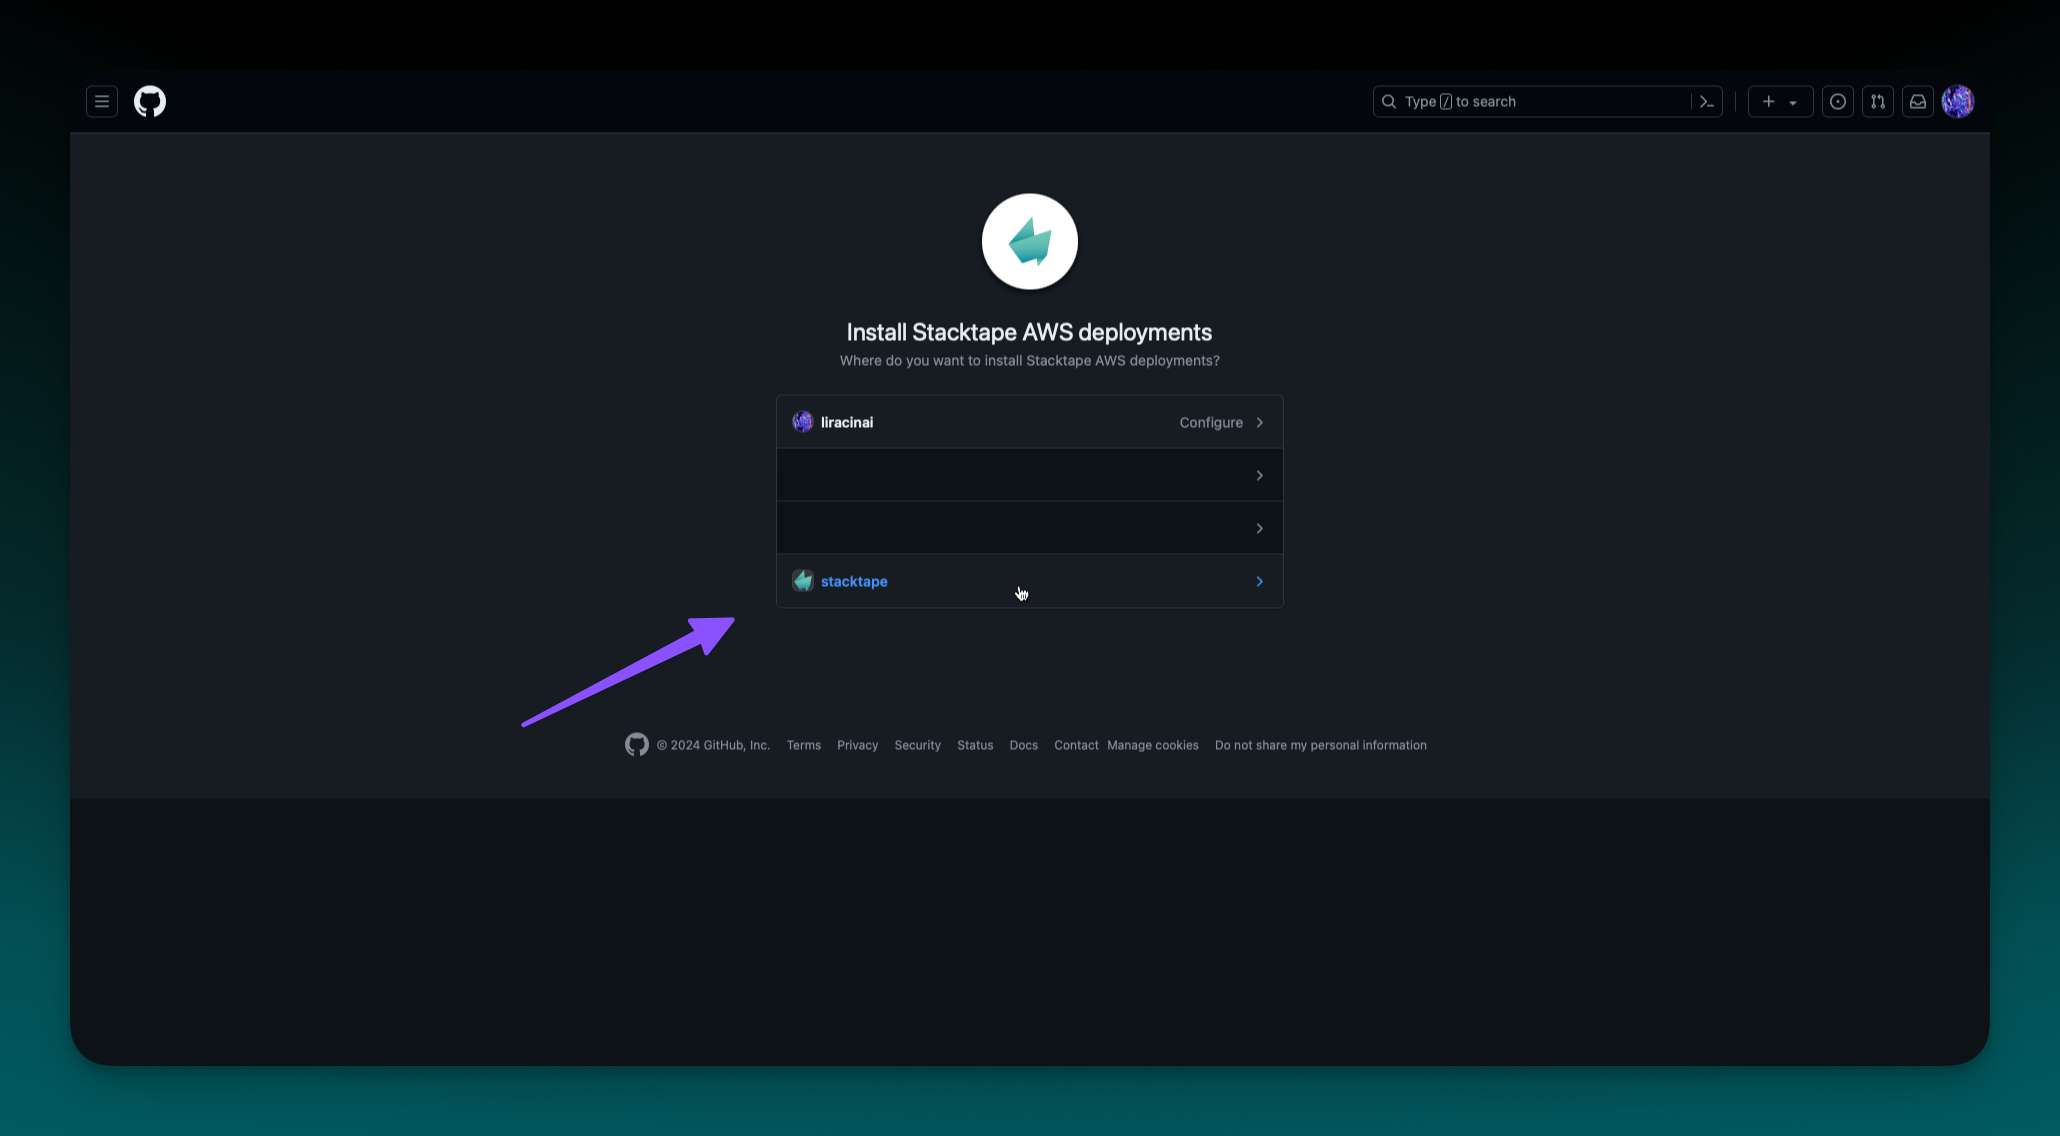 Type / to search
Install Stacktape AWS deployments
Where do you want to install Stacktape AWS deployments?
liracinai Configure
stacktape
© 2024 GitHub, Inc. Terms Privacy Security Status Docs Contact Manage cookies Do not share my personal information